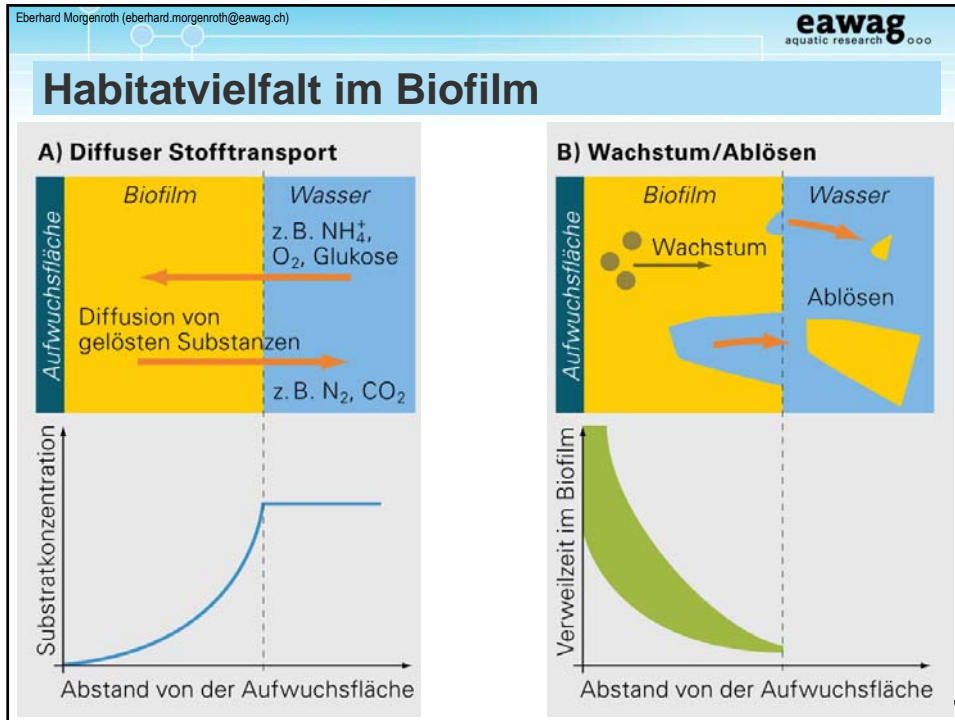 Eberhard Morgenroth (eberhard.morgenroth@eawag.ch)
eawag
aquatic research
Habitatvielfalt im Biofilm
A) Diffuser Stofftransport
Aufwuchsfläche
Biofilm
Wasser
z.B. NH₄⁺,
O₂, Glukose
Diffusion von
gelösten Substanzen
z.B. N₂, CO₂
Substratkonzentration
Abstand von der Aufwuchsfläche
B) Wachstum/Ablösen
Aufwuchsfläche
Biofilm
Wasser
Wachstum
Ablösen
Verweilzeit im Biofilm
Abstand von der Aufwuchsfläche